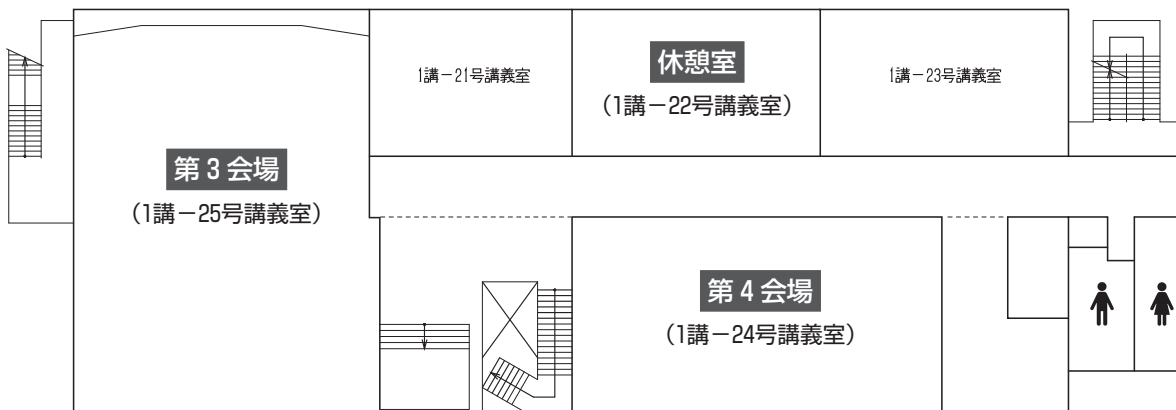 1講－21号講義室
休憩室
（1講－22号講義室）
1講－23号講義室
第3会場
（1講－25号講義室）
第4会場
（1講－24号講義室）